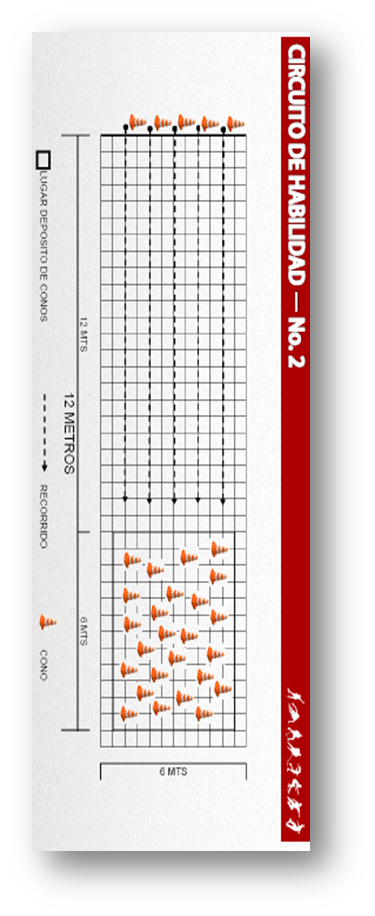 CIRCUITO DE HABILIDAD — No. 2
12 MTS
6 MTS
12 METROS
6 MTS
LUGAR DEPOSITO DE CONOS
RECORRIDO
CONO